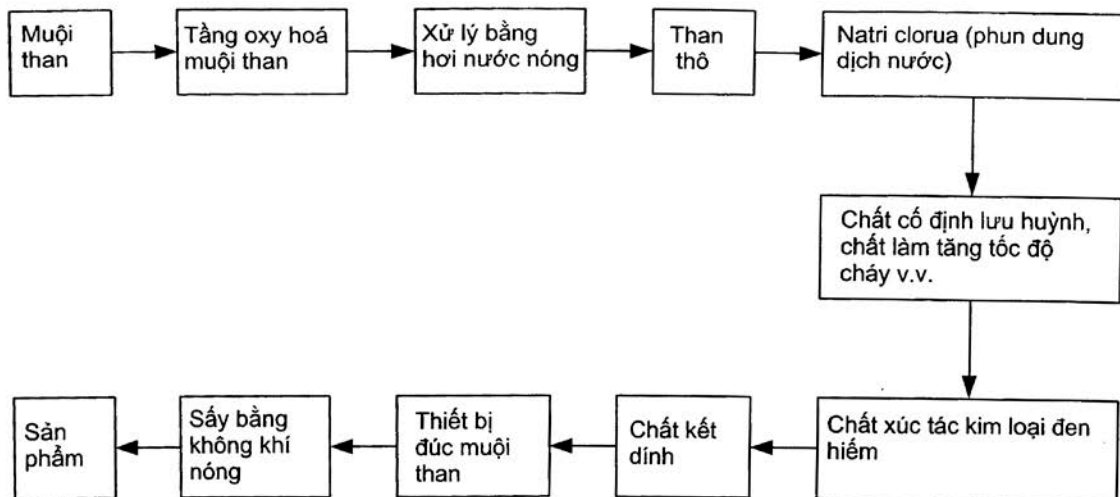 Muội
than
Tầng oxy hoá
muội than
Xử lý bằng
hơi nước nóng
Than
thô
Natri clorua (phun dung
dịch nước)
Chất cố định lưu huỳnh,
chất làm tăng tốc độ
cháy v.v.
Chất xúc tác kim loại đen
hiếm
Chất kết
dính
Thiết bị
đúc muội
than
Sấy bằng
không khí
nóng
Sản
phẩm